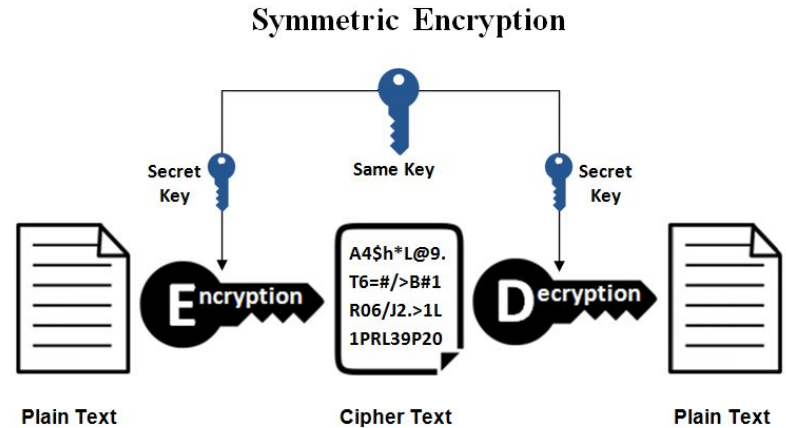 Symmetric Encryption
Secret
Key
Same Key
Secret
Key
Encryption
A4$h*L@9.
T6=#/>B#1
R06/J2.>1L
1PRL39P20
Decryption
Plain Text
Cipher Text
Plain Text